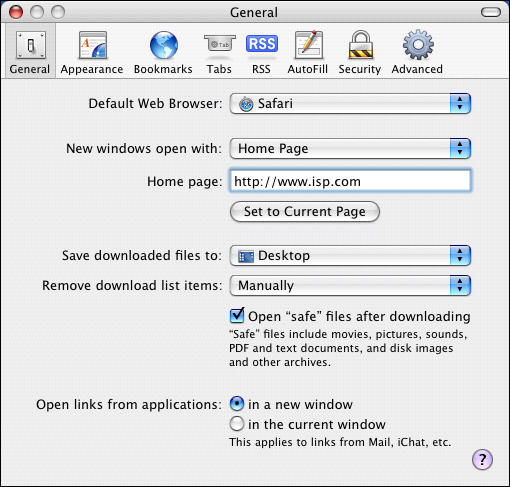 General
Tab
RSS
General Appearance Bookmarks Tabs RSS AutoFill Security Advanced
Default Web Browser: Safari
New windows open with: Home Page
Home page: http://www.isp.com
Set to Current Page
Save downloaded files to: Desktop
Remove download list items: Manually
Open “safe” files after downloading
“Safe” files include movies, pictures, sounds,
PDF and text documents, and disk images
and other archives.
Open links from applications: in a new window
in the current window
This applies to links from Mail, iChat, etc.
?